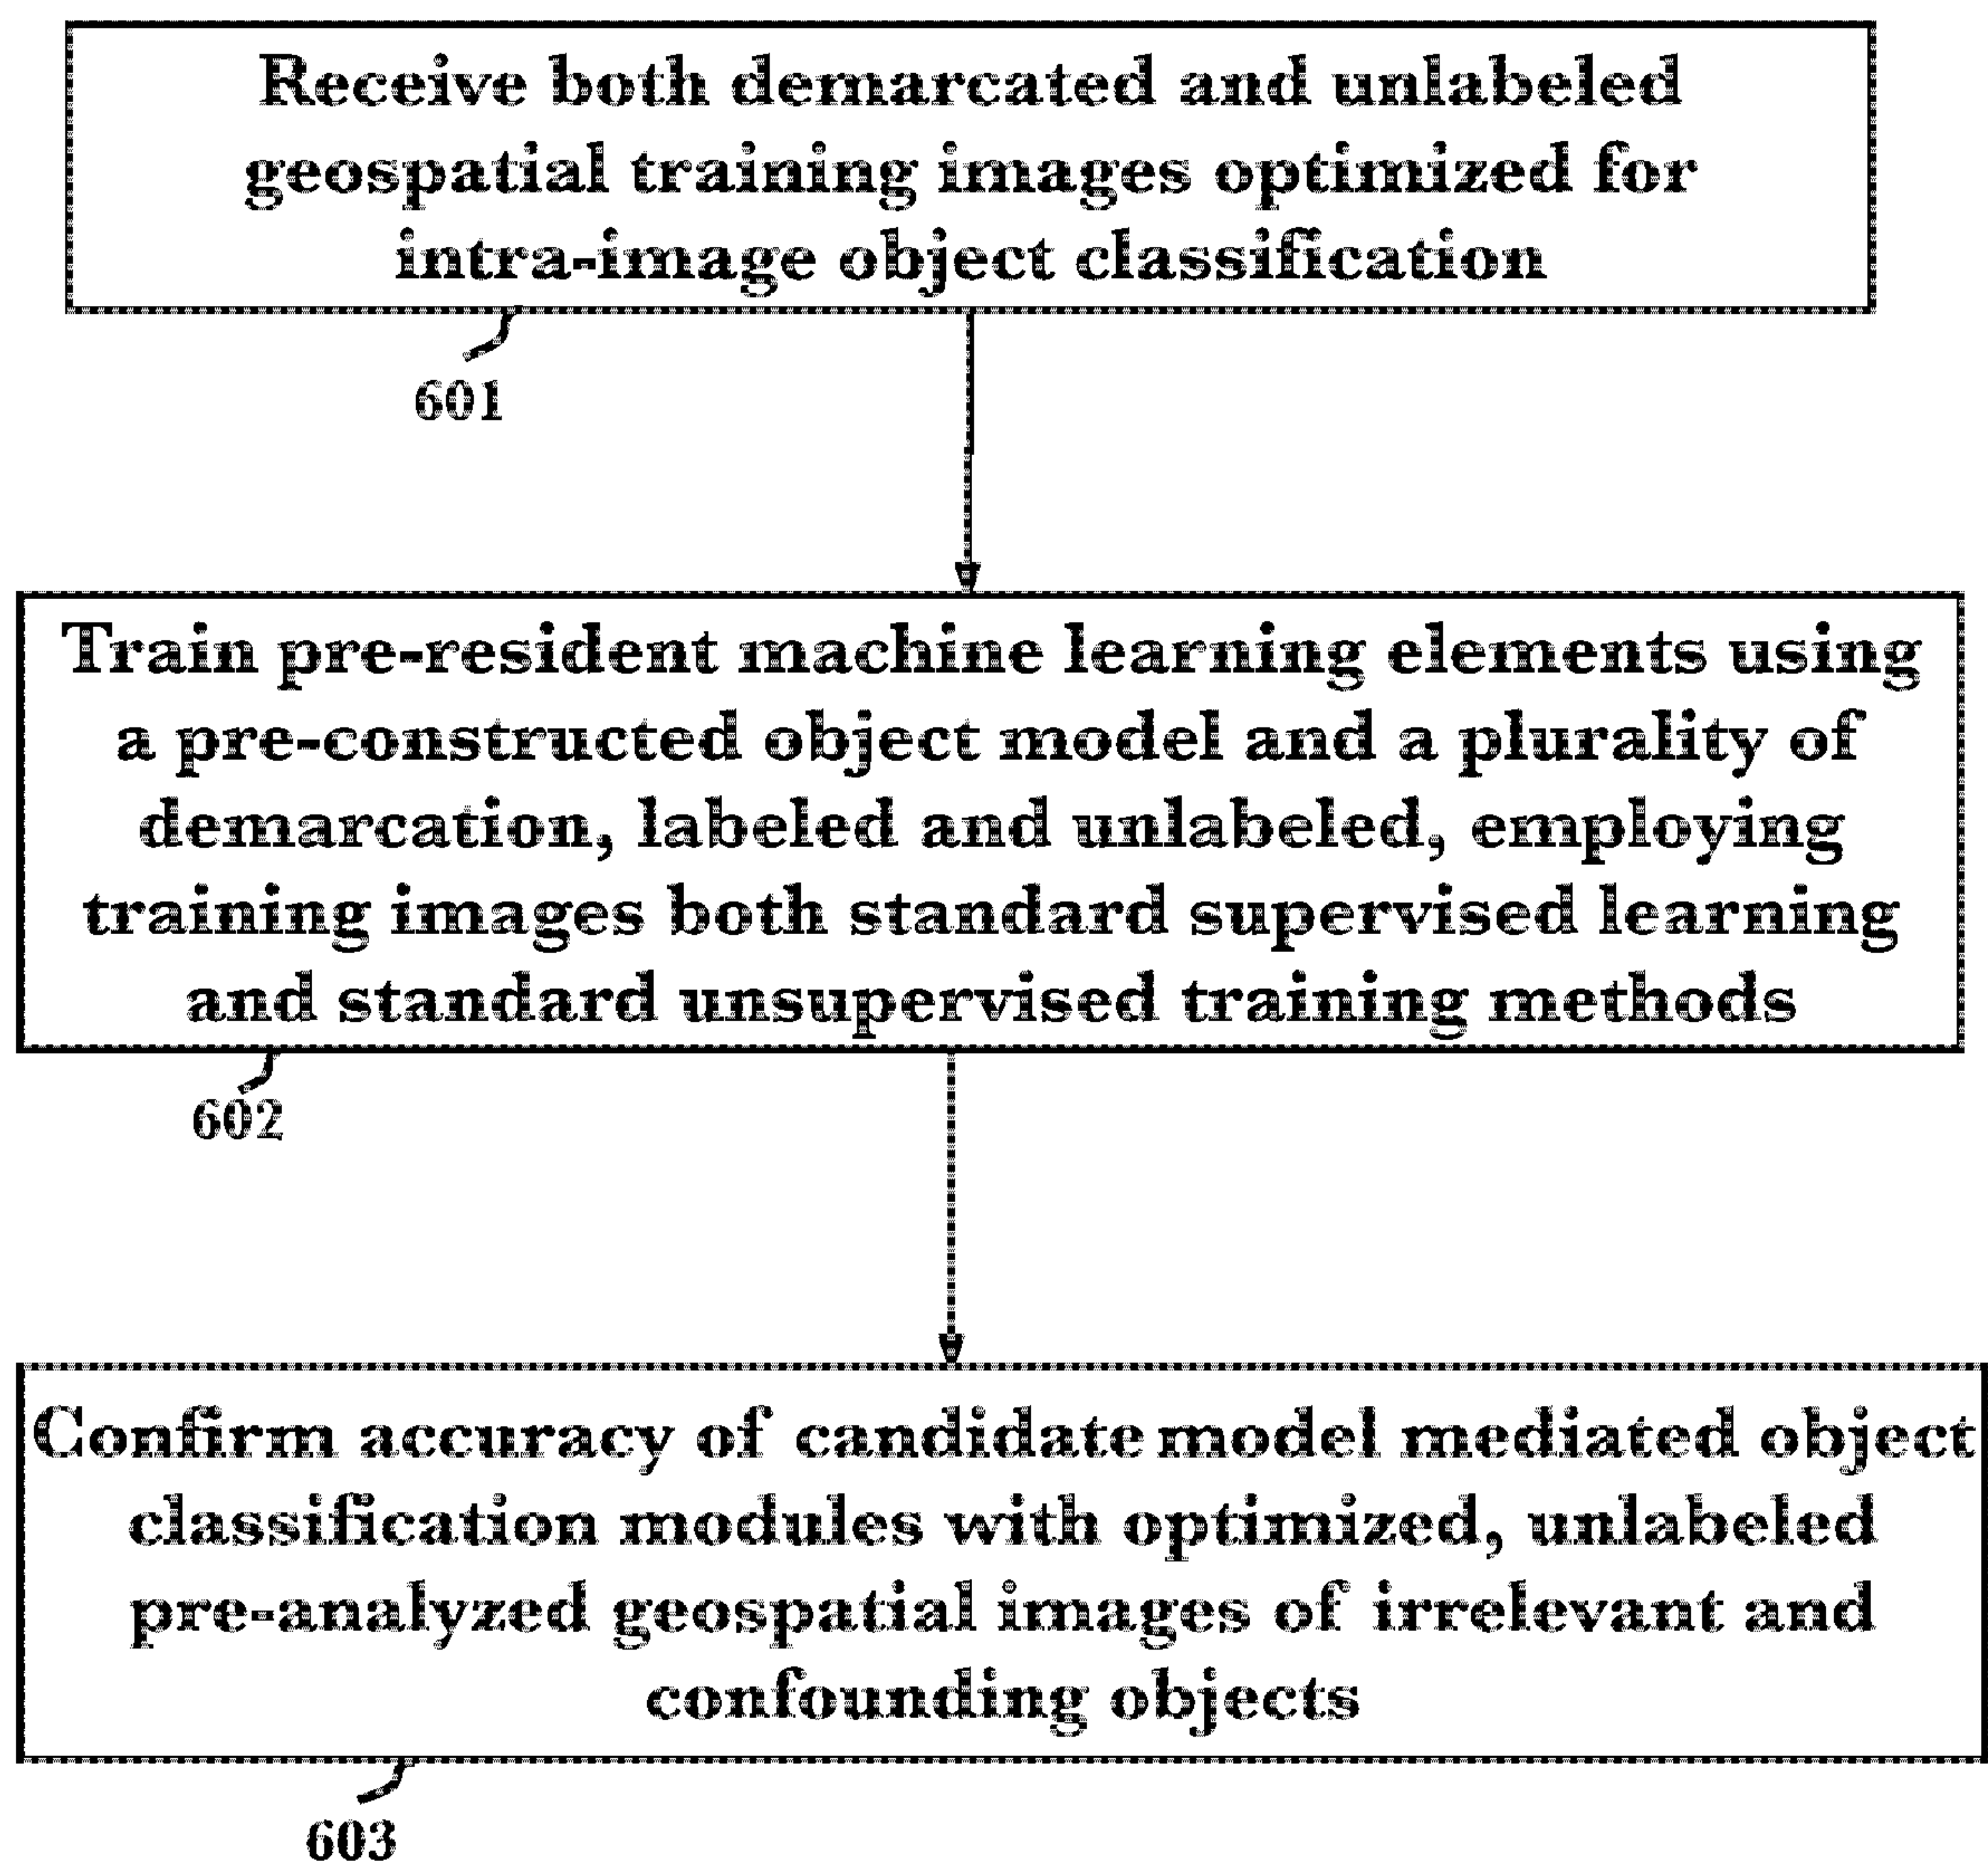 Receive both demarcated and unlabeled
geospatial training images optimized for
intra-image object classification
601
Train pre-resident machine learning elements using
a pre-constructed object model and a plurality of
demarcation, labeled and unlabeled, employing
training images both standard supervised learning
and standard unsupervised training methods
602
Confirm accuracy of candidate model mediated object
classification modules with optimized, unlabeled
pre-analyzed geospatial images of irrelevant and
confounding objects
603